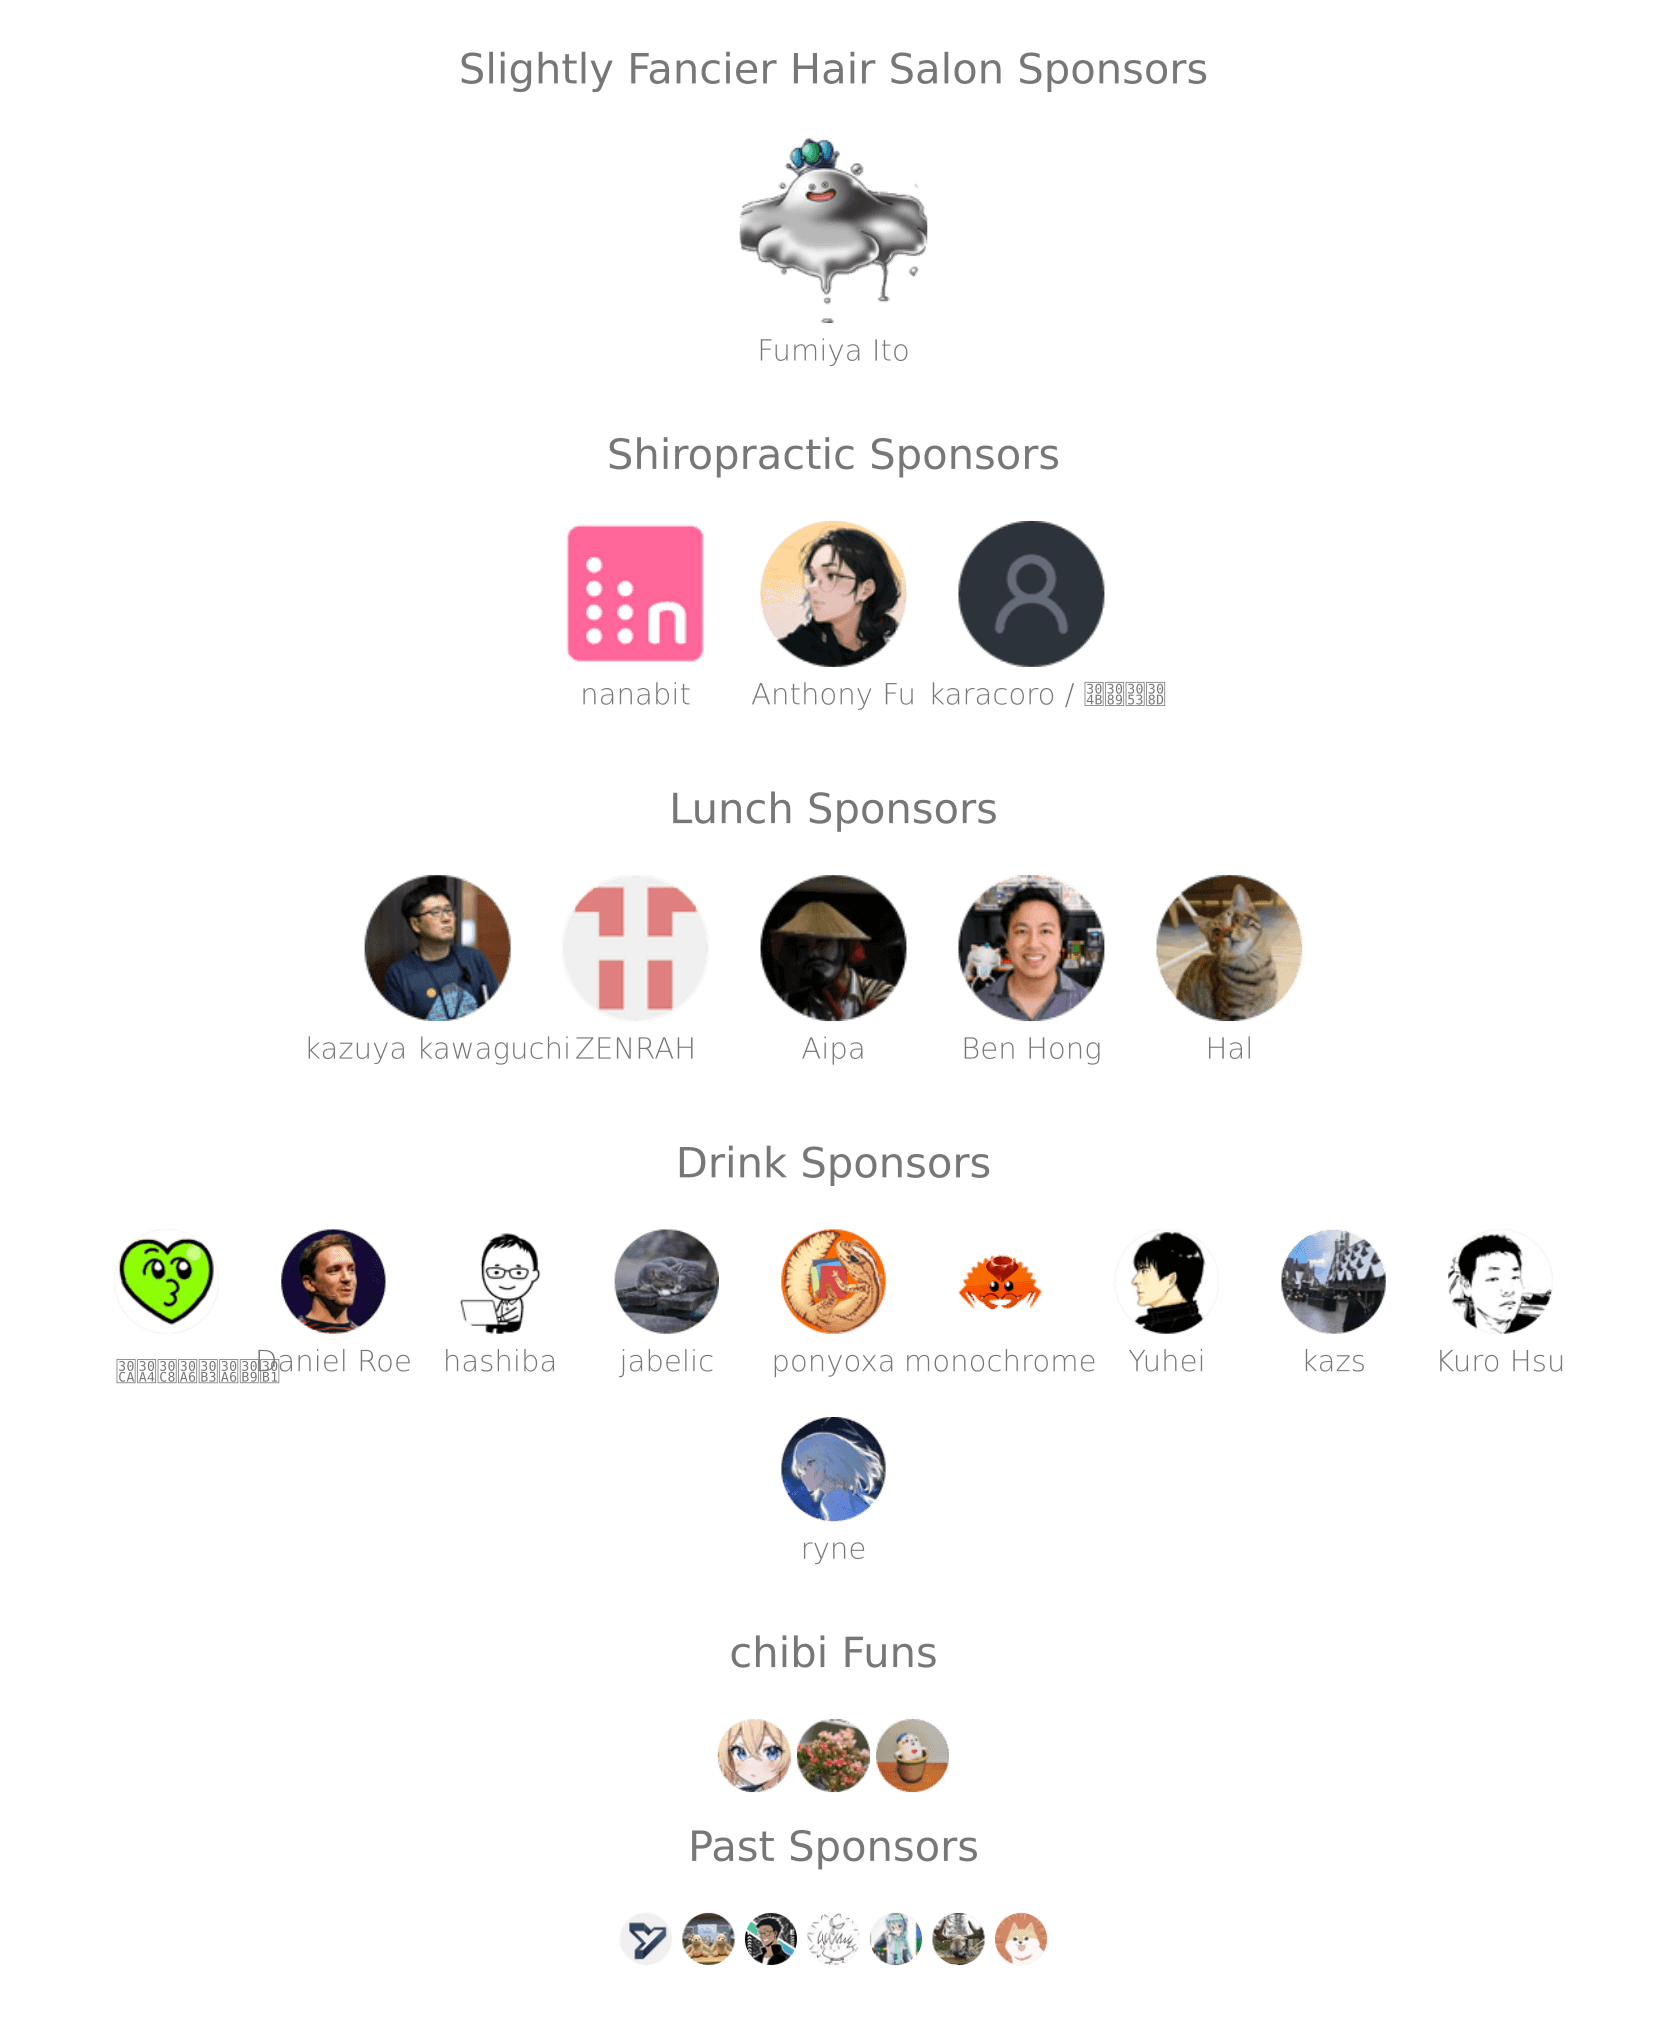 Slightly Fancier Hair Salon Sponsors
Fumiya Ito
Shiropractic Sponsors
nanabit
Anthony Fu
karacoro /
Lunch Sponsors
kazuya kawaguchi
ZENRAH
Aipa
Ben Hong
Hal
Drink Sponsors
Daniel Roe
hashiba
jabelic
ponyoxa
monochrome
Yuhei
kazs
Kuro Hsu
ryne
chibi Funs
Past Sponsors